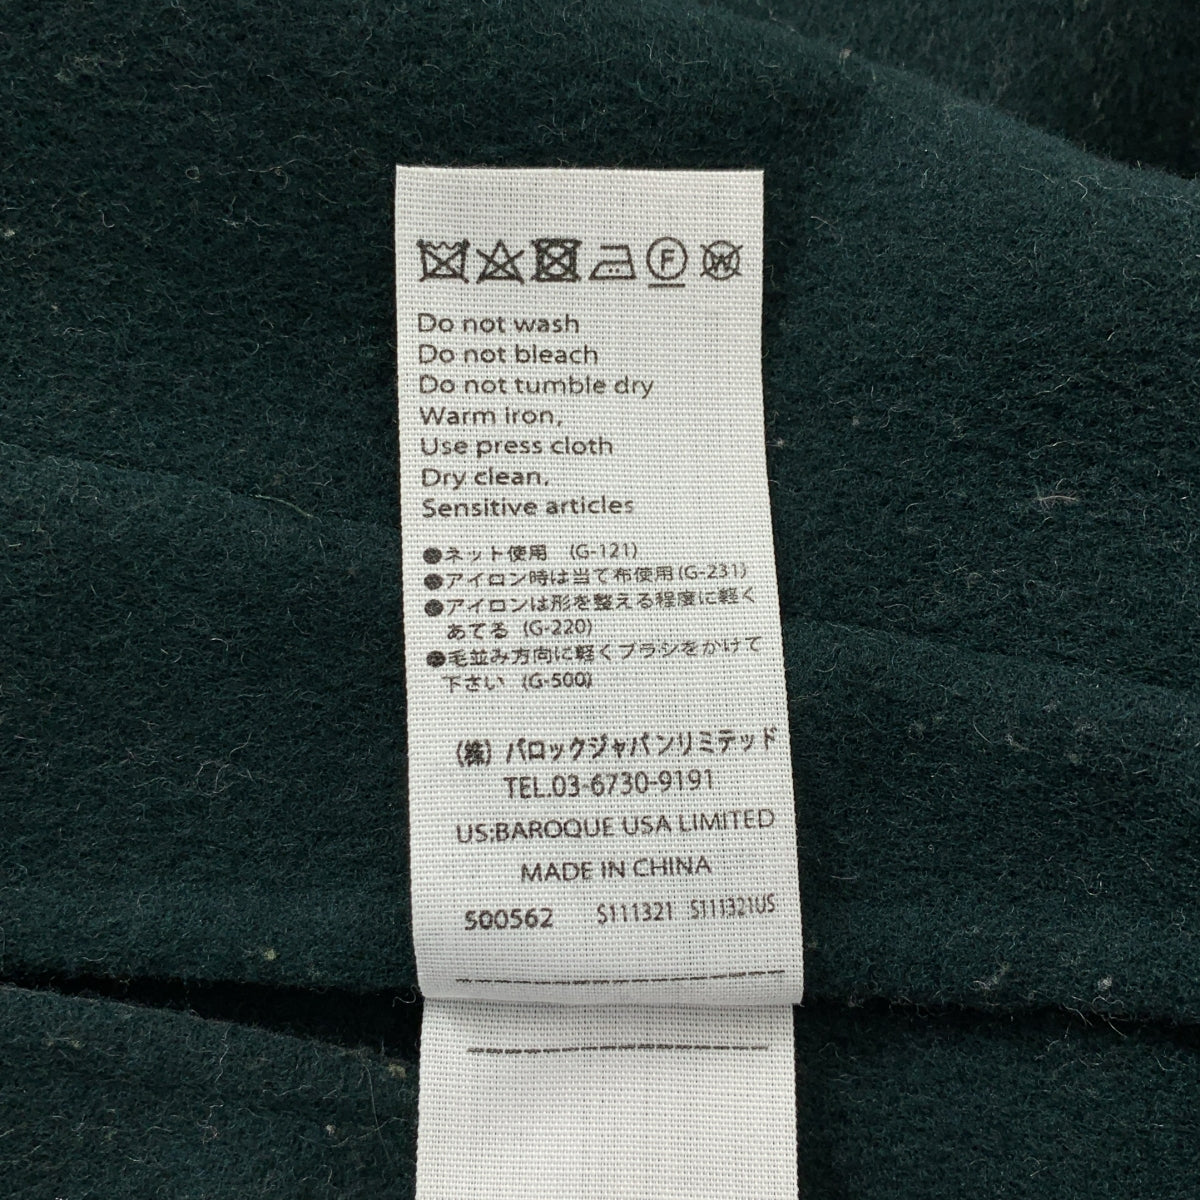 F W
Do not wash
Do not bleach
Do not tumble dry
Warm iron,
Use press cloth
Dry clean,
Sensitive articles
●ネット使用 (G-121)
●アイロン時は当て布使用(G-231)
●アイロンは形を整える程度に軽く
あてる (G-220)
●毛並み方向に軽くブラシをかけて
下さい (G-500)
(株) バロックジャパンリミテッド
TEL.03-6730-9191
US:BAROQUE USA LIMITED
MADE IN CHINA
500562 S111321 S111321US